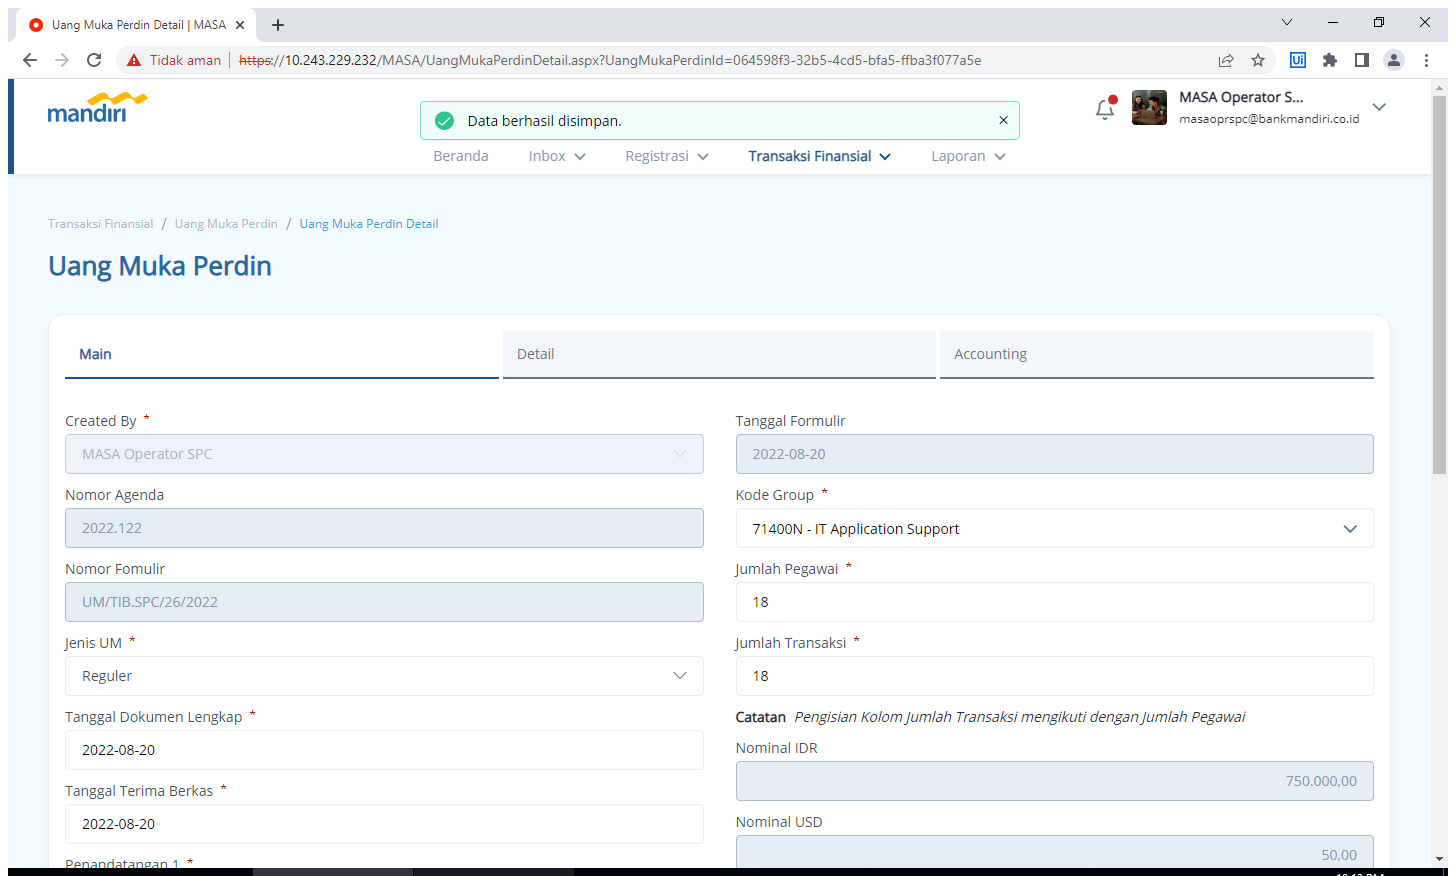 Uang Muka Perdin Detail | MASA
Tidak aman
https://10.243.229.232/MASA/UangMukaPerdinDetail.aspx?UangMukaPerdinId=064598f3-32b5-4cd5-bfa5-ffba3f077a5e
Ui
mandiri
Data berhasil disimpan.
MASA Operator S...
masaoprspc@bankmandiri.co.id
Beranda
Inbox
Registrasi
Transaksi Finansial
Laporan
Transaksi Finansial / Uang Muka Perdin / Uang Muka Perdin Detail
Uang Muka Perdin
Main
Detail
Accounting
Created By *
MASA Operator SPC
Nomor Agenda
2022.122
Nomor Fomulir
UM/TIB.SPC/26/2022
Jenis UM *
Reguler
Tanggal Dokumen Lengkap *
2022-08-20
Tanggal Terima Berkas *
2022-08-20
Penandatangan 1 *
Tanggal Formulir
2022-08-20
Kode Group *
71400N - IT Application Support
Jumlah Pegawai *
18
Jumlah Transaksi *
18
Catatan Pengisian Kolom Jumlah Transaksi mengikuti dengan Jumlah Pegawai
Nominal IDR
750.000,00
Nominal USD
50,00